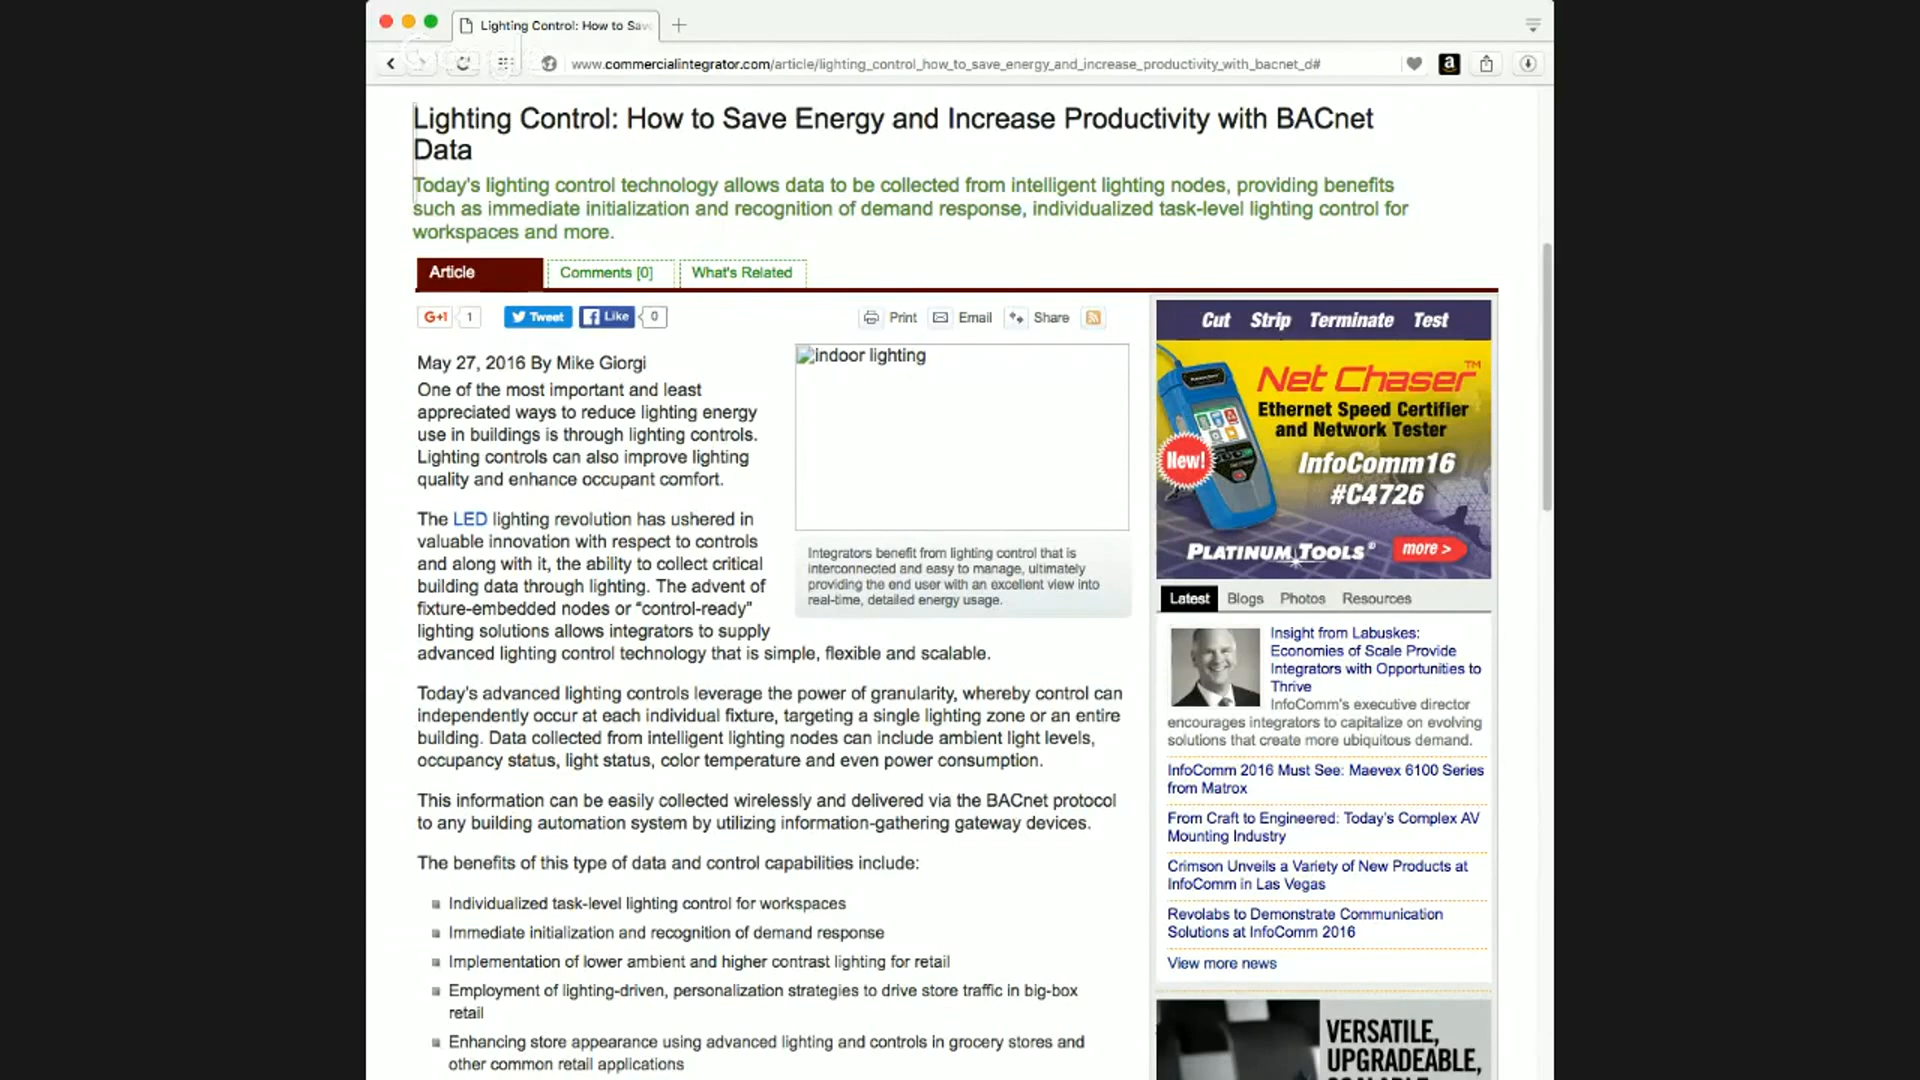 Lighting Control: How to Sav
Google
www.commercialintegrator.com/article/lighting_control_how_to_save_energy_and_increase_productivity_with_bacnet_d#
Lighting Control: How to Save Energy and Increase Productivity with BACnet
Data
Today's lighting control technology allows data to be collected from intelligent lighting nodes, providing benefits
such as immediate initialization and recognition of demand response, individualized task-level lighting control for
workspaces and more.
Article
Comments [0]
What's Related
G+1 1
Tweet
Like 0
Print
Email
Share
May 27, 2016 By Mike Giorgi
One of the most important and least
appreciated ways to reduce lighting energy
use in buildings is through lighting controls.
Lighting controls can also improve lighting
quality and enhance occupant comfort.
indoor lighting
Integrators benefit from lighting control that is
interconnected and easy to manage, ultimately
providing the end user with an excellent view into
real-time, detailed energy usage.
The LED lighting revolution has ushered in
valuable innovation with respect to controls
and along with it, the ability to collect critical
building data through lighting. The advent of
fixture-embedded nodes or “control-ready”
lighting solutions allows integrators to supply
advanced lighting control technology that is simple, flexible and scalable.
Today's advanced lighting controls leverage the power of granularity, whereby control can
independently occur at each individual fixture, targeting a single lighting zone or an entire
building. Data collected from intelligent lighting nodes can include ambient light levels,
occupancy status, light status, color temperature and even power consumption.
This information can be easily collected wirelessly and delivered via the BACnet protocol
to any building automation system by utilizing information-gathering gateway devices.
The benefits of this type of data and control capabilities include:
Individualized task-level lighting control for workspaces
Immediate initialization and recognition of demand response
Implementation of lower ambient and higher contrast lighting for retail
Employment of lighting-driven, personalization strategies to drive store traffic in big-box
retail
Enhancing store appearance using advanced lighting and controls in grocery stores and
other common retail applications
Cut Strip Terminate Test
Net Chaser™
Ethernet Speed Certifier
and Network Tester
New!
InfoComm16
#C4726
PLATINUM TOOLS®
more >
Latest
Blogs
Photos
Resources
Insight from Labuskes:
Economies of Scale Provide
Integrators with Opportunities to
Thrive
InfoComm's executive director
encourages integrators to capitalize on evolving
solutions that create more ubiquitous demand.
InfoComm 2016 Must See: Maevex 6100 Series
from Matrox
From Craft to Engineered: Today's Complex AV
Mounting Industry
Crimson Unveils a Variety of New Products at
InfoComm in Las Vegas
Revolabs to Demonstrate Communication
Solutions at InfoComm 2016
View more news
VERSATILE,
UPGRADEABLE,